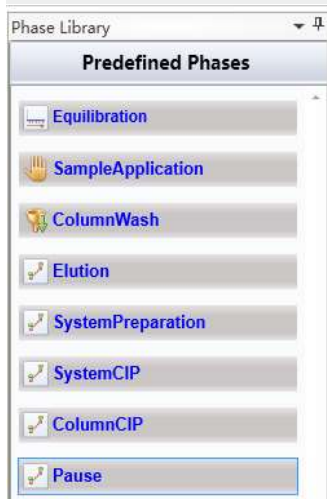 Phase Library
Predefined Phases
Equilibration
SampleApplication
ColumnWash
Elution
SystemPreparation
SystemCIP
ColumnCIP
Pause